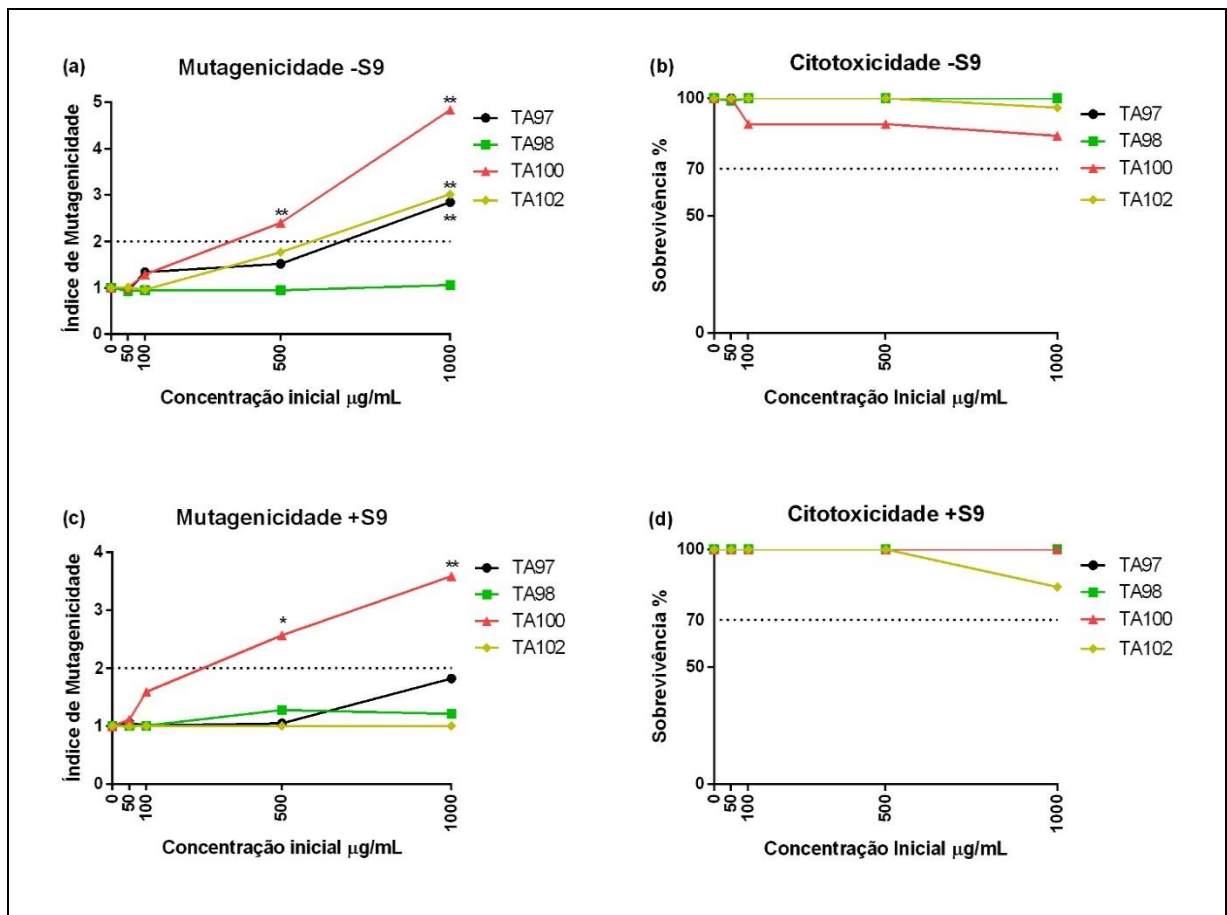 (a)
Mutagenicidade -S9
Índice de Mutagenicidade
5
4
3
2
1
0
**
**
**
**
0
50
100
500
1000
Concentração inicial µg/mL
TA97
TA98
TA100
TA102
(b)
Citotoxicidade -S9
Sobrevivência %
100
70
50
0
0
50
100
500
1000
Concentração Inicial µg/mL
TA97
TA98
TA100
TA102
(c)
Mutagenicidade +S9
Índice de Mutagenicidade
4
3
2
1
0
*
**
0
50
100
500
1000
Concentração inicial µg/mL
TA97
TA98
TA100
TA102
(d)
Citotoxicidade +S9
Sobrevivência %
100
70
50
0
0
50
100
500
1000
Concentração Inicial µg/mL
TA97
TA98
TA100
TA102